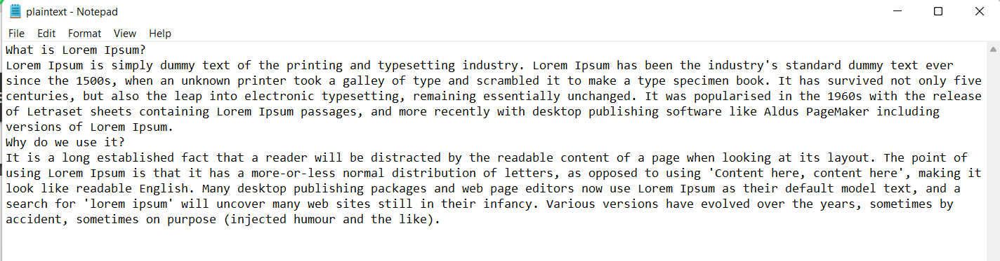 plaintext - Notepad
File Edit Format View Help
What is Lorem Ipsum?
Lorem Ipsum is simply dummy text of the printing and typesetting industry. Lorem Ipsum has been the industry's standard dummy text ever
since the 1500s, when an unknown printer took a galley of type and scrambled it to make a type specimen book. It has survived not only five
centuries, but also the leap into electronic typesetting, remaining essentially unchanged. It was popularised in the 1960s with the release
of Letraset sheets containing Lorem Ipsum passages, and more recently with desktop publishing software like Aldus PageMaker including
versions of Lorem Ipsum.
Why do we use it?
It is a long established fact that a reader will be distracted by the readable content of a page when looking at its layout. The point of
using Lorem Ipsum is that it has a more-or-less normal distribution of letters, as opposed to using 'Content here, content here', making it
look like readable English. Many desktop publishing packages and web page editors now use Lorem Ipsum as their default model text, and a
search for 'lorem ipsum' will uncover many web sites still in their infancy. Various versions have evolved over the years, sometimes by
accident, sometimes on purpose (injected humour and the like).